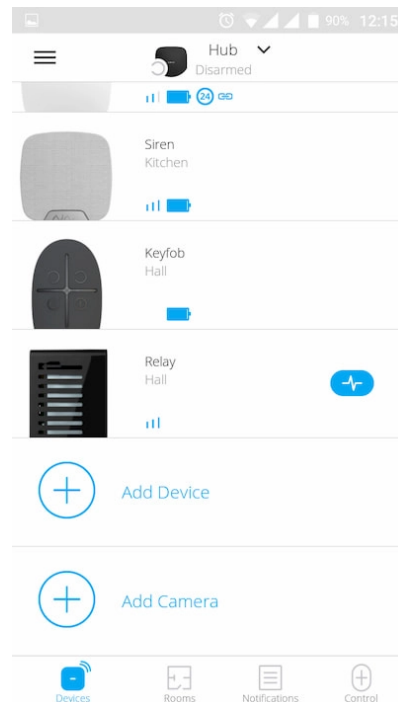 90% 12:15
Hub
Disarmed
24
Siren
Kitchen
Keyfob
Hall
Relay
Hall
Add Device
Add Camera
Devices
Rooms
Notifications
Control